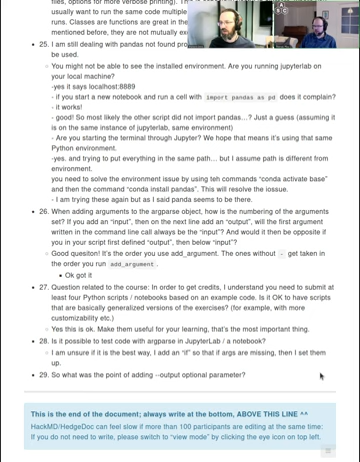 files, options for more verbose printing). Th
usually want to run the same code multiple
runs. Classes are functions are great in the
mentioned before, they are not mutually ex
25. I am still dealing with pandas not found pro
be used.
You might not be able to see the installed environment. Are you running jupyterlab on
your local machine?
-yes it says localhost:8889
- if you start a new notebook and run a cell with import pandas as pd does it complain?
- it works!
- good! So most likely the other script did not import pandas...? Just a guess (assuming it
is on the same instance of jupyterlab, same environment)
- Are you starting the terminal through Jupyter? We hope that means it's using that same
Python environment.
-yes. and trying to put everything in the same path... but I assume path is different from
environment.
you need to solve the environment issue by using teh commands "conda activate base"
and then the command "conda install pandas". This will resolve the iossue.
- I am trying these again but as I said panda seems to be there.
26. When adding arguments to the argparse object, how is the numbering of the arguments
set? If you add an "input", then on the next line add an "output", will the first argument
written in the command line call always be the "input"? And would it then be opposite if
you in your script first defined "output", then below "input"?
Good quesiton! It's the order you use add_argument. The ones without - get taken in
the order you run add_argument.
Ok got it
27. Question related to the course: In order to get credits, I understand you need to submit at
least four Python scripts / notebooks based on an example code. Is it OK to have scripts
that are basically generalized versions of the exercises? (for example, with more
customizability etc.)
Yes this is ok. Make them useful for your learning, that's the most important thing.
28. Is it possible to test code with argparse in JupyterLab / a notebook?
I am unsure if it is the best way, I add an "if" so that if args are missing, then I set them
up.
29. So what was the point of adding --output optional parameter?
This is the end of the document; always write at the bottom, ABOVE THIS LINE ^^
HackMD/HedgeDoc can feel slow if more than 100 participants are editing at the same time:
If you do not need to write, please switch to "view mode" by clicking the eye icon on top left.